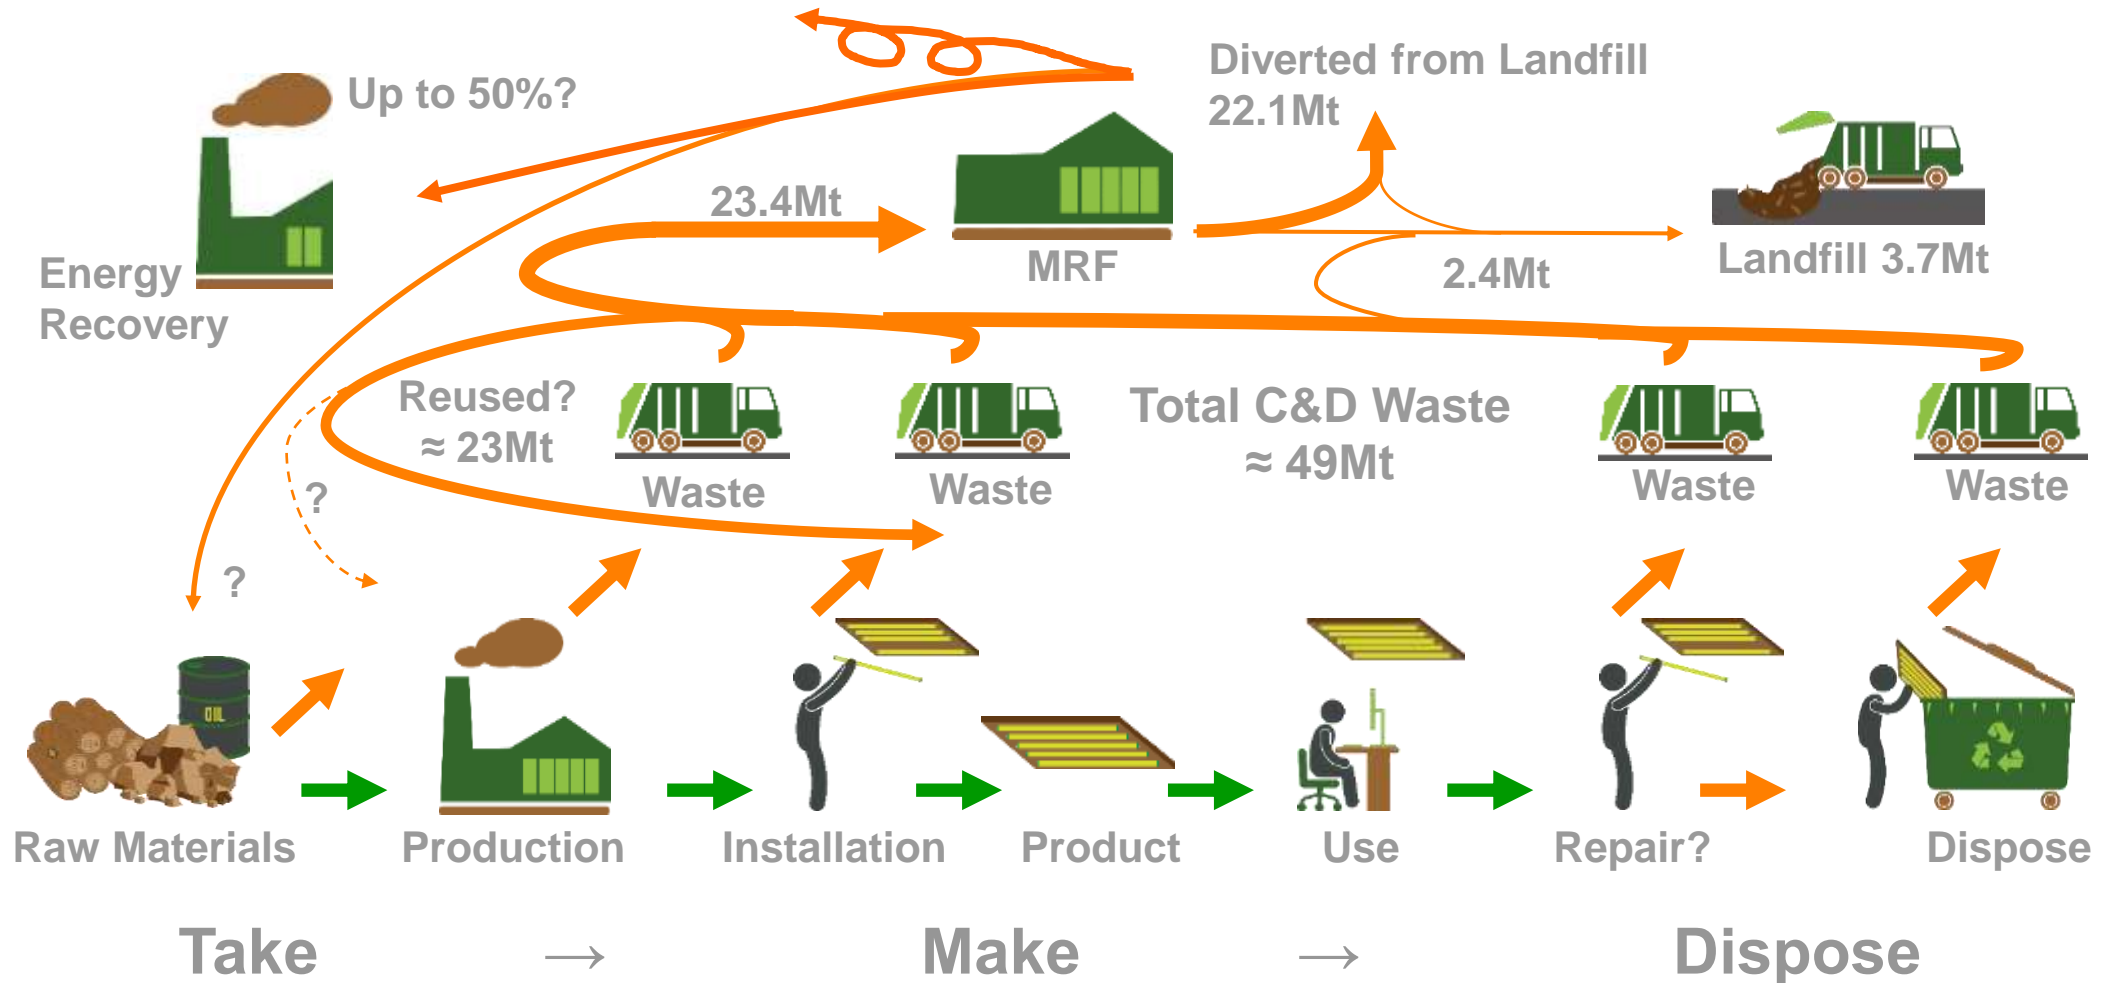 Up to 50%?
Diverted from Landfill
22.1Mt
23.4Mt
Energy
Recovery
MRF
2.4Mt
Landfill 3.7Mt
Reused?
≈ 23Mt
Total C&D Waste
≈ 49Mt
Waste
Waste
Waste
Waste
?
?
OIL
Raw Materials
Production
Installation
Product
Use
Repair?
Dispose
Take → Make → Dispose